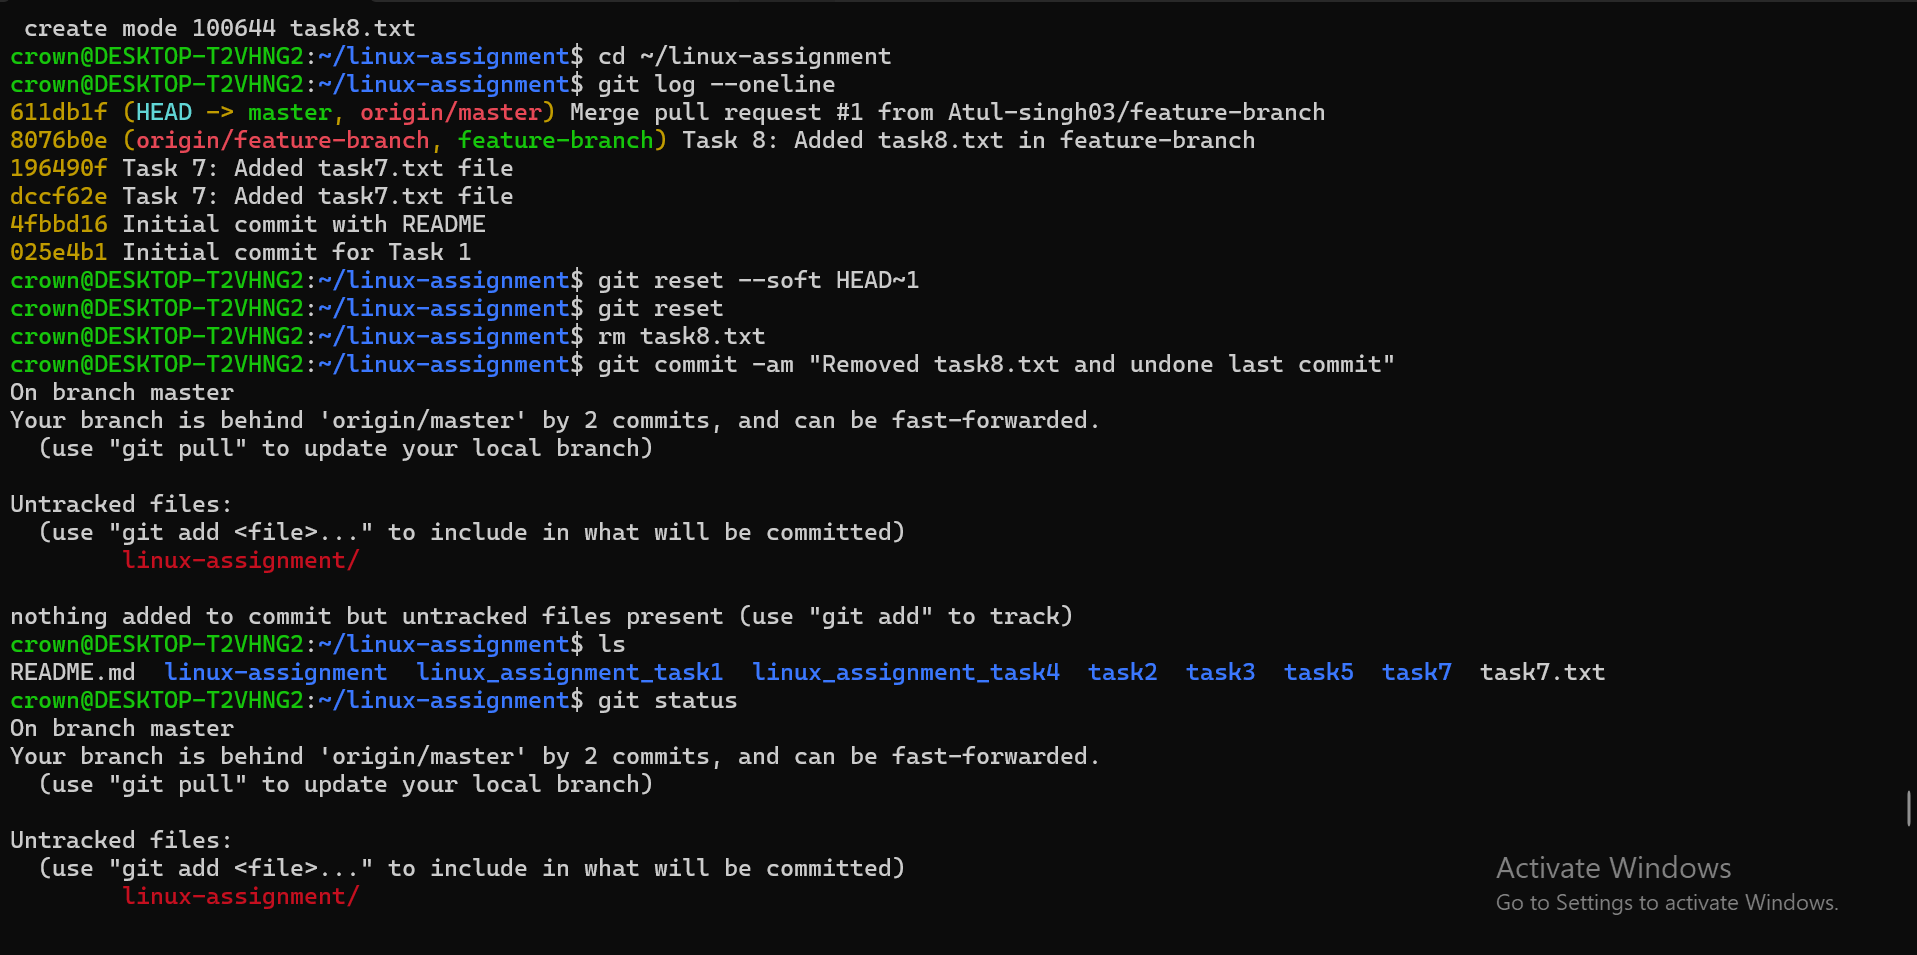 create mode 100644 task8.txt
crown@DESKTOP-T2VHNG2:~/linux-assignment$ cd ~/linux-assignment
crown@DESKTOP-T2VHNG2:~/linux-assignment$ git log --oneline
611db1f (HEAD -> master, origin/master) Merge pull request #1 from Atul-singh03/feature-branch
8076b0e (origin/feature-branch, feature-branch) Task 8: Added task8.txt in feature-branch
196490f Task 7: Added task7.txt file
dccf62e Task 7: Added task7.txt file
4fbbd16 Initial commit with README
025e4b1 Initial commit for Task 1
crown@DESKTOP-T2VHNG2:~/linux-assignment$ git reset --soft HEAD~1
crown@DESKTOP-T2VHNG2:~/linux-assignment$ git reset
crown@DESKTOP-T2VHNG2:~/linux-assignment$ rm task8.txt
crown@DESKTOP-T2VHNG2:~/linux-assignment$ git commit -am "Removed task8.txt and undone last commit"
On branch master
Your branch is behind 'origin/master' by 2 commits, and can be fast-forwarded.
  (use "git pull" to update your local branch)

Untracked files:
  (use "git add <file>..." to include in what will be committed)
        linux-assignment/

nothing added to commit but untracked files present (use "git add" to track)
crown@DESKTOP-T2VHNG2:~/linux-assignment$ ls
README.md  linux-assignment  linux_assignment_task1  linux_assignment_task4  task2  task3  task5  task7  task7.txt
crown@DESKTOP-T2VHNG2:~/linux-assignment$ git status
On branch master
Your branch is behind 'origin/master' by 2 commits, and can be fast-forwarded.
  (use "git pull" to update your local branch)

Untracked files:
  (use "git add <file>..." to include in what will be committed)
        linux-assignment/
Activate Windows
Go to Settings to activate Windows.